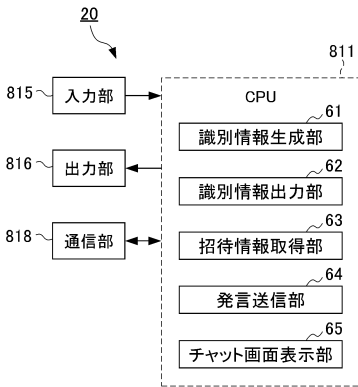 20
811
815
入力部
CPU
61
識別情報生成部
816
出力部
62
識別情報出力部
63
818
通信部
招待情報取得部
64
発言送信部
65
チャット画面表示部